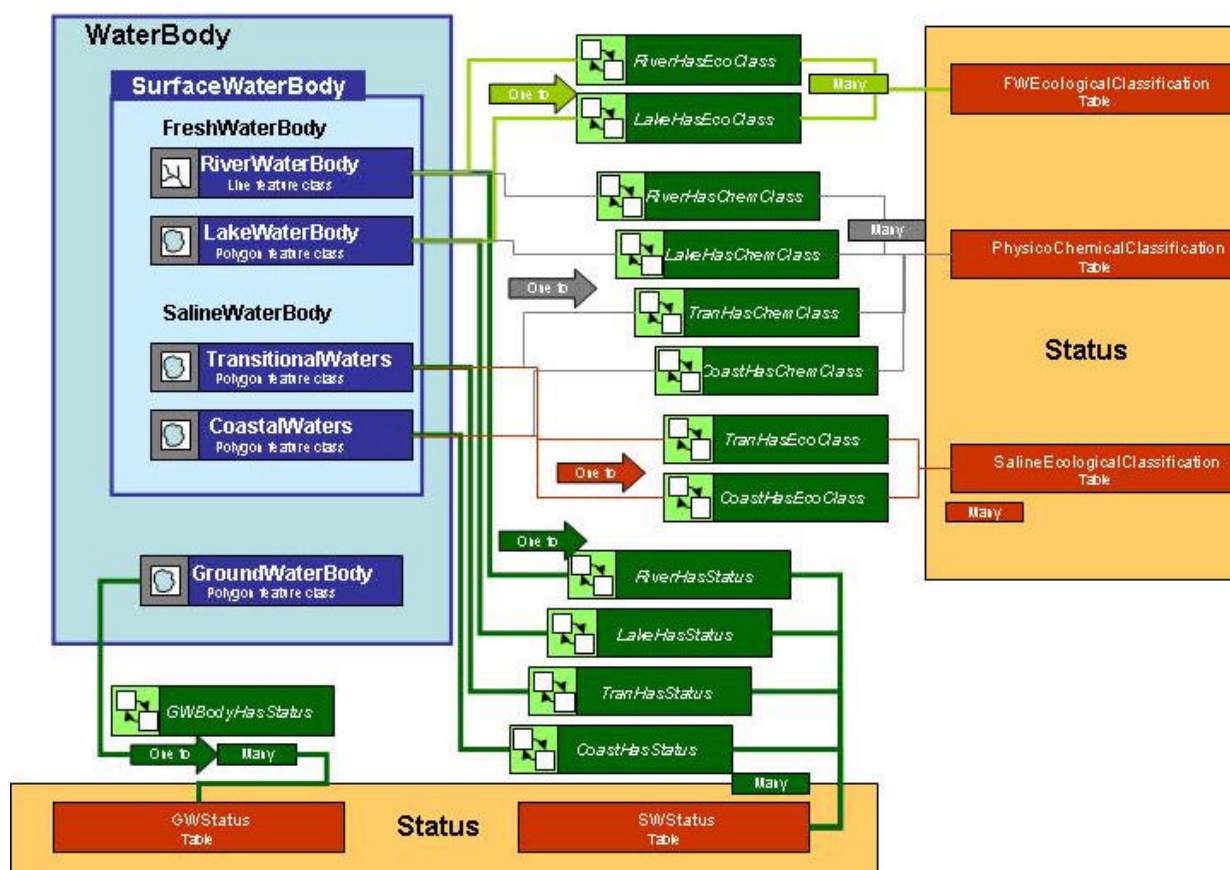 WaterBody
SurfaceWaterBody
FreshWaterBody
RiverWaterBody
Line feature class
LakeWaterBody
Polygon feature class
SalineWaterBody
TransitionalWaters
Polygon feature class
CoastalWaters
Polygon feature class
GroundWaterBody
Polygon feature class
GWBodyHasStatus
One to
Many
RiverHasEcoClass
One to
Many
LakeHasEcoClass
RiverHasChemClass
Many
LakeHasChemClass
One to
TranHasChemClass
CoastHasChemClass
TranHasEcoClass
One to
CoastHasEcoClass
One to
RiverHasStatus
LakeHasStatus
TranHasStatus
CoastHasStatus
Many
FWEcologicalClassification
Table
PhysicoChemicalClassification
Table
Status
SalineEcologicalClassification
Table
Many
GWStatus
Table
Status
SWStatus
Table